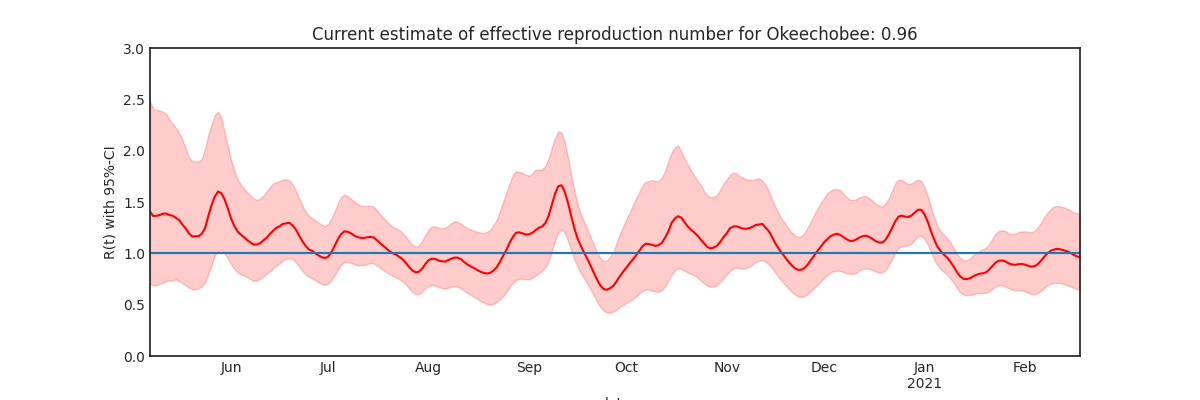 Current estimate of effective reproduction number for Okeechobee: 0.96
R(t) with 95%-CI
3.0
2.5
2.0
1.5
1.0
0.5
0.0
Jun Jul Aug Sep Oct Nov Dec Jan Feb
2021